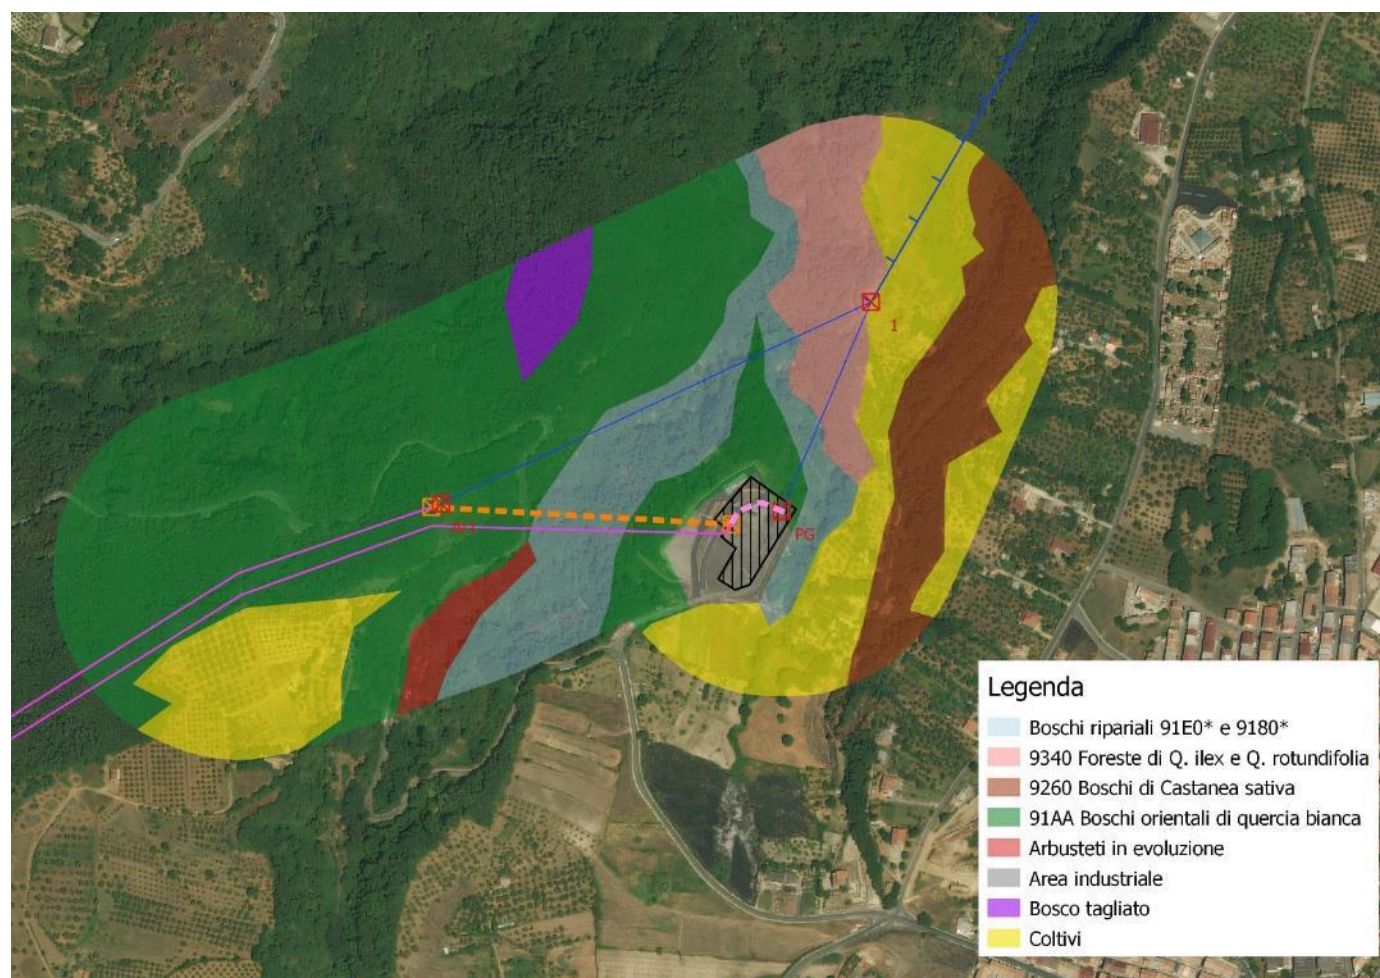 1
PG
Legenda
Boschi ripariali 91E0* e 9180*
9340 Foreste di Q. ilex e Q. rotundifolia
9260 Boschi di Castanea sativa
91AA Boschi orientali di quercia bianca
Arbusteti in evoluzione
Area industriale
Bosco tagliato
Coltivi